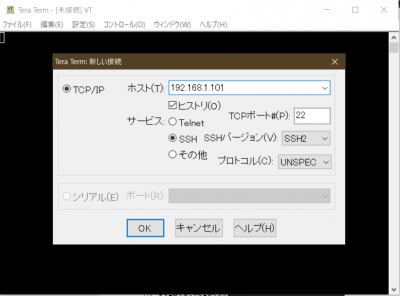 Tera Term - [未接続] VT
ファイル(F) 編集(E) 設定(S) コントロール(O) ウィンドウ(W) ヘルプ(H)
Tera Term: 新しい接続
TCP/IP
ホスト(T): 192.168.1.101
ヒストリ(O)
サービス: Telnet
TCPポート#(P): 22
SSH
SSHバージョン(V): SSH2
その他
プロトコル(C): UNSPEC
シリアル(E)
ポート(R):
OK キャンセル ヘルプ(H)